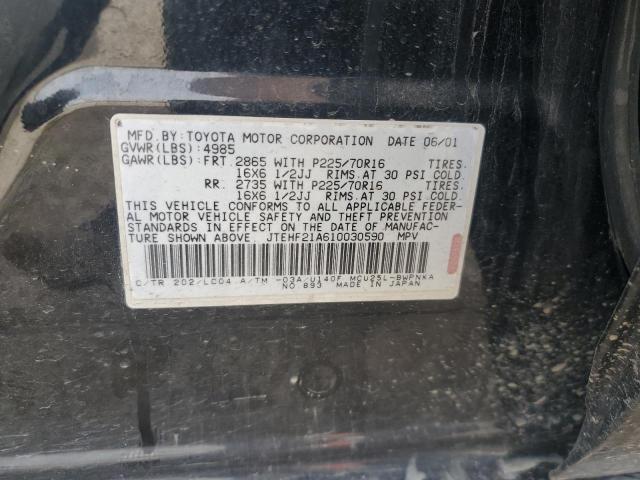 MFD. BY: TOYOTA MOTOR CORPORATION DATE 06/01
GVWR(LBS): 4985
GAWR(LBS): FRT. 2865 WITH P225/70R16 TIRES.
16X6 1/2JJ RIMS.AT 30 PSI COLD.
RR. 2735 WITH P225/70R16 TIRES.
16X6 1/2JJ RIMS.AT 30 PSI COLD.
THIS VEHICLE CONFORMS TO ALL APPLICABLE FEDER-
AL MOTOR VEHICLE SAFETY AND THEFT PREVENTION
STANDARDS IN EFFECT ON THE DATE OF MANUFAC-
TURE SHOWN ABOVE. JTEHF21A610030590 MPV
C/TR 202/LC04 A/TM -03A/U140F MCU25L-BWPNKA
NO 893 MADE IN JAPAN